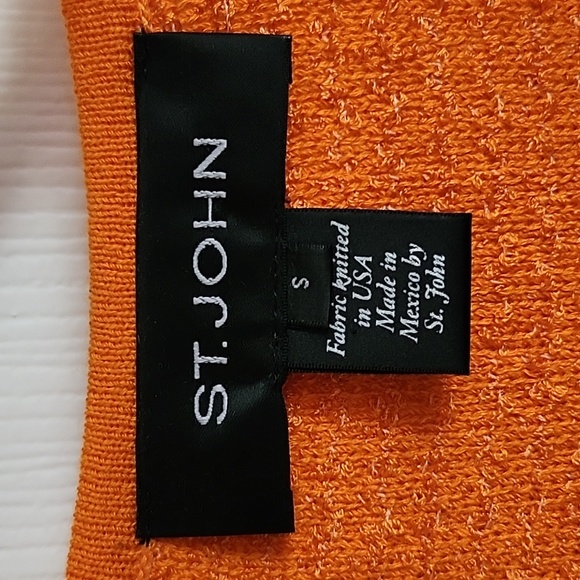 ST. JOHN
S
Fabric knitted
in USA
Made in
Mexico by
St. John